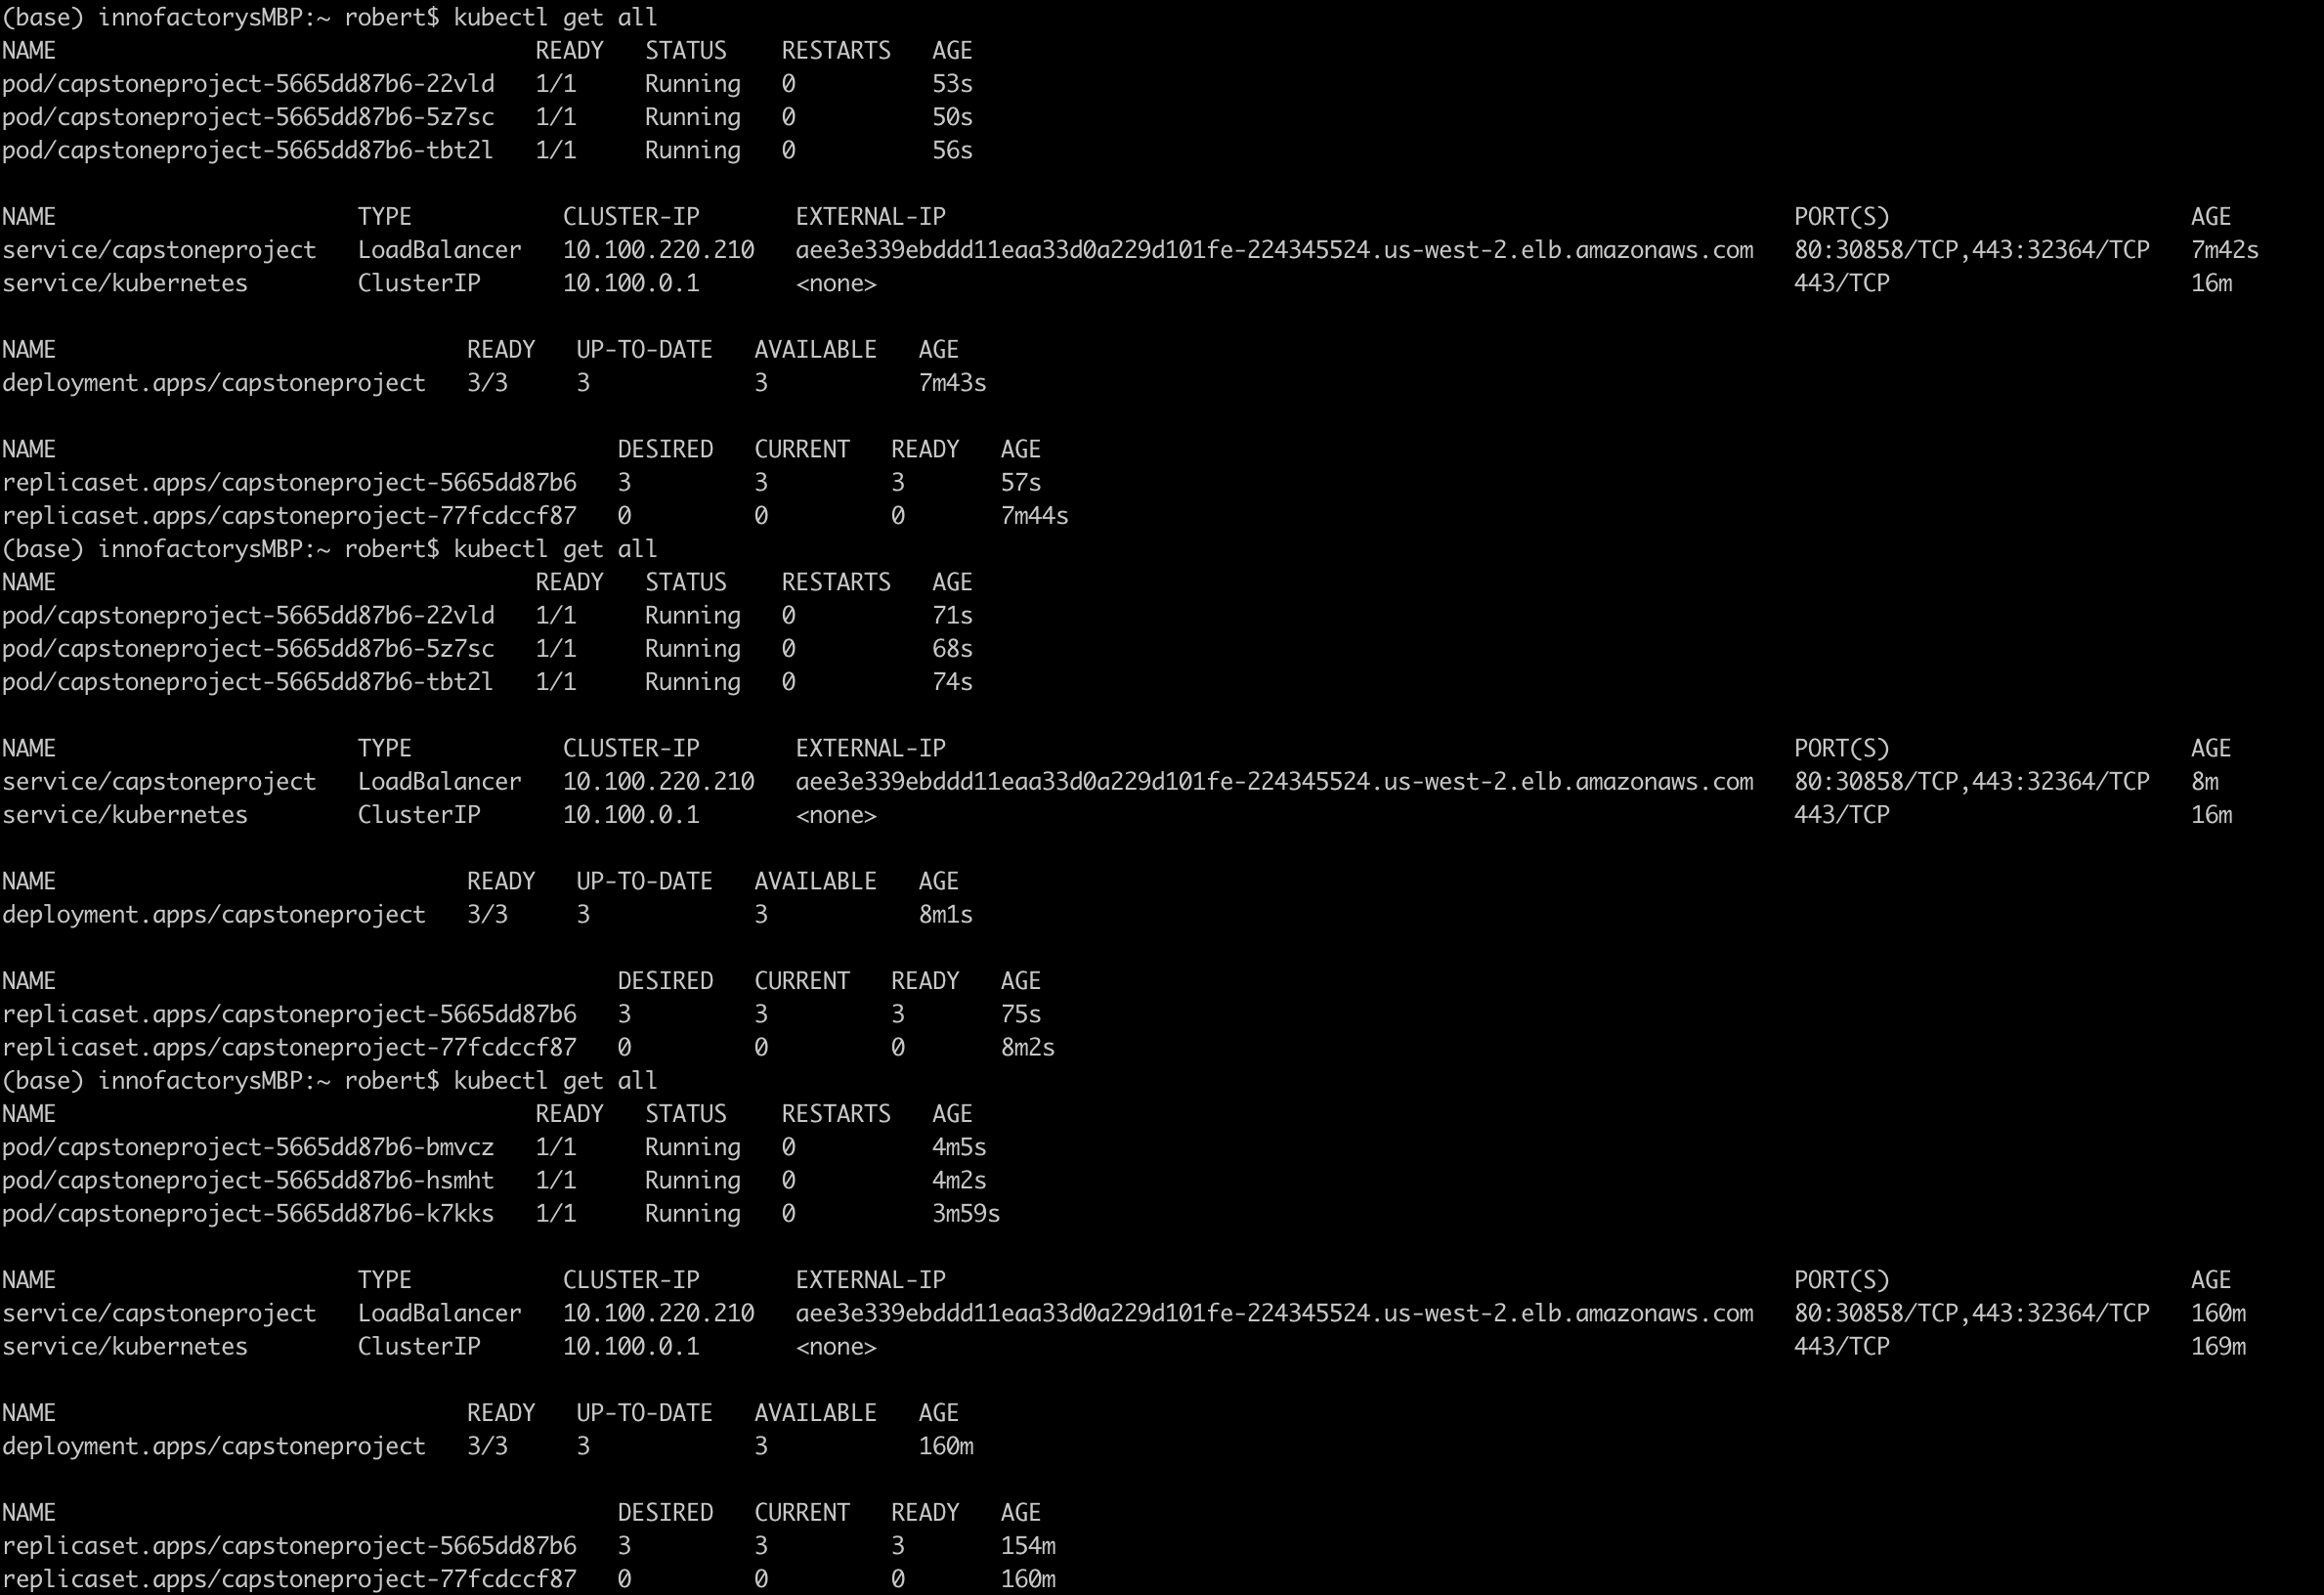 (base) innofactorysMBP:~ robert$ kubectl get all
NAME                                   READY   STATUS    RESTARTS   AGE
pod/capstoneproject-5665dd87b6-22vld   1/1     Running   0          53s
pod/capstoneproject-5665dd87b6-5z7sc   1/1     Running   0          50s
pod/capstoneproject-5665dd87b6-tbt2l   1/1     Running   0          56s

NAME                      TYPE           CLUSTER-IP       EXTERNAL-IP                                                              PORT(S)                      AGE
service/capstoneproject   LoadBalancer   10.100.220.210   aee3e339ebddd11eaa33d0a229d101fe-224345524.us-west-2.elb.amazonaws.com   80:30858/TCP,443:32364/TCP   7m42s
service/kubernetes        ClusterIP      10.100.0.1       <none>                                                                   443/TCP                      16m

NAME                              READY   UP-TO-DATE   AVAILABLE   AGE
deployment.apps/capstoneproject   3/3     3            3           7m43s

NAME                                         DESIRED   CURRENT   READY   AGE
replicaset.apps/capstoneproject-5665dd87b6   3         3         3       57s
replicaset.apps/capstoneproject-77fcdccf87   0         0         0       7m44s
(base) innofactorysMBP:~ robert$ kubectl get all
NAME                                   READY   STATUS    RESTARTS   AGE
pod/capstoneproject-5665dd87b6-22vld   1/1     Running   0          71s
pod/capstoneproject-5665dd87b6-5z7sc   1/1     Running   0          68s
pod/capstoneproject-5665dd87b6-tbt2l   1/1     Running   0          74s

NAME                      TYPE           CLUSTER-IP       EXTERNAL-IP                                                              PORT(S)                      AGE
service/capstoneproject   LoadBalancer   10.100.220.210   aee3e339ebddd11eaa33d0a229d101fe-224345524.us-west-2.elb.amazonaws.com   80:30858/TCP,443:32364/TCP   8m
service/kubernetes        ClusterIP      10.100.0.1       <none>                                                                   443/TCP                      16m

NAME                              READY   UP-TO-DATE   AVAILABLE   AGE
deployment.apps/capstoneproject   3/3     3            3           8m1s

NAME                                         DESIRED   CURRENT   READY   AGE
replicaset.apps/capstoneproject-5665dd87b6   3         3         3       75s
replicaset.apps/capstoneproject-77fcdccf87   0         0         0       8m2s
(base) innofactorysMBP:~ robert$ kubectl get all
NAME                                   READY   STATUS    RESTARTS   AGE
pod/capstoneproject-5665dd87b6-bmvcz   1/1     Running   0          4m5s
pod/capstoneproject-5665dd87b6-hsmht   1/1     Running   0          4m2s
pod/capstoneproject-5665dd87b6-k7kks   1/1     Running   0          3m59s

NAME                      TYPE           CLUSTER-IP       EXTERNAL-IP                                                              PORT(S)                      AGE
service/capstoneproject   LoadBalancer   10.100.220.210   aee3e339ebddd11eaa33d0a229d101fe-224345524.us-west-2.elb.amazonaws.com   80:30858/TCP,443:32364/TCP   160m
service/kubernetes        ClusterIP      10.100.0.1       <none>                                                                   443/TCP                      169m

NAME                              READY   UP-TO-DATE   AVAILABLE   AGE
deployment.apps/capstoneproject   3/3     3            3           160m

NAME                                         DESIRED   CURRENT   READY   AGE
replicaset.apps/capstoneproject-5665dd87b6   3         3         3       154m
replicaset.apps/capstoneproject-77fcdccf87   0         0         0       160m